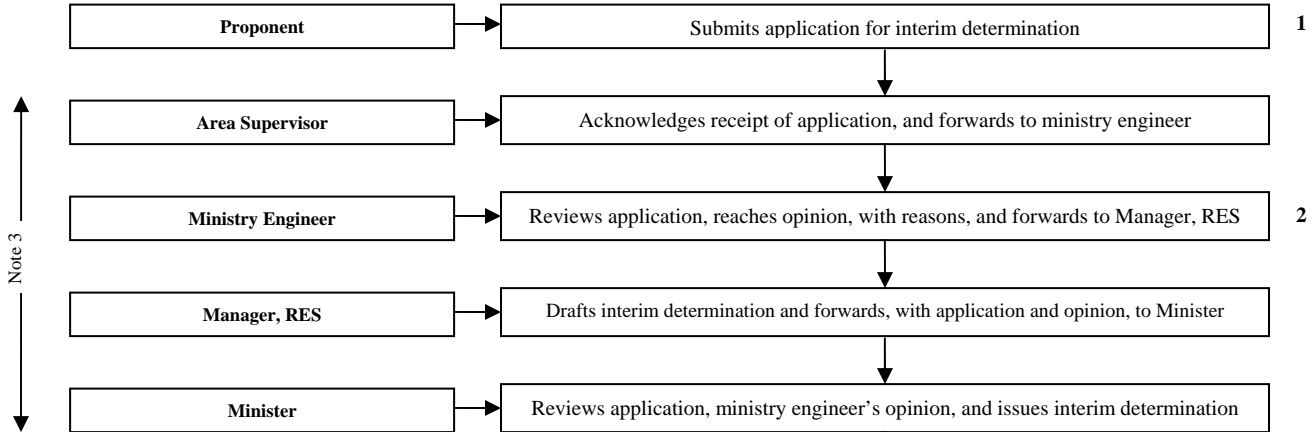 Proponent Submits application for interim determination 1
Area Supervisor Acknowledges receipt of application, and forwards to ministry engineer
Ministry Engineer Reviews application, reaches opinion, with reasons, and forwards to Manager, RES 2
Note 3
Manager, RES Drafts interim determination and forwards, with application and opinion, to Minister
Minister Reviews application, ministry engineer’s opinion, and issues interim determination